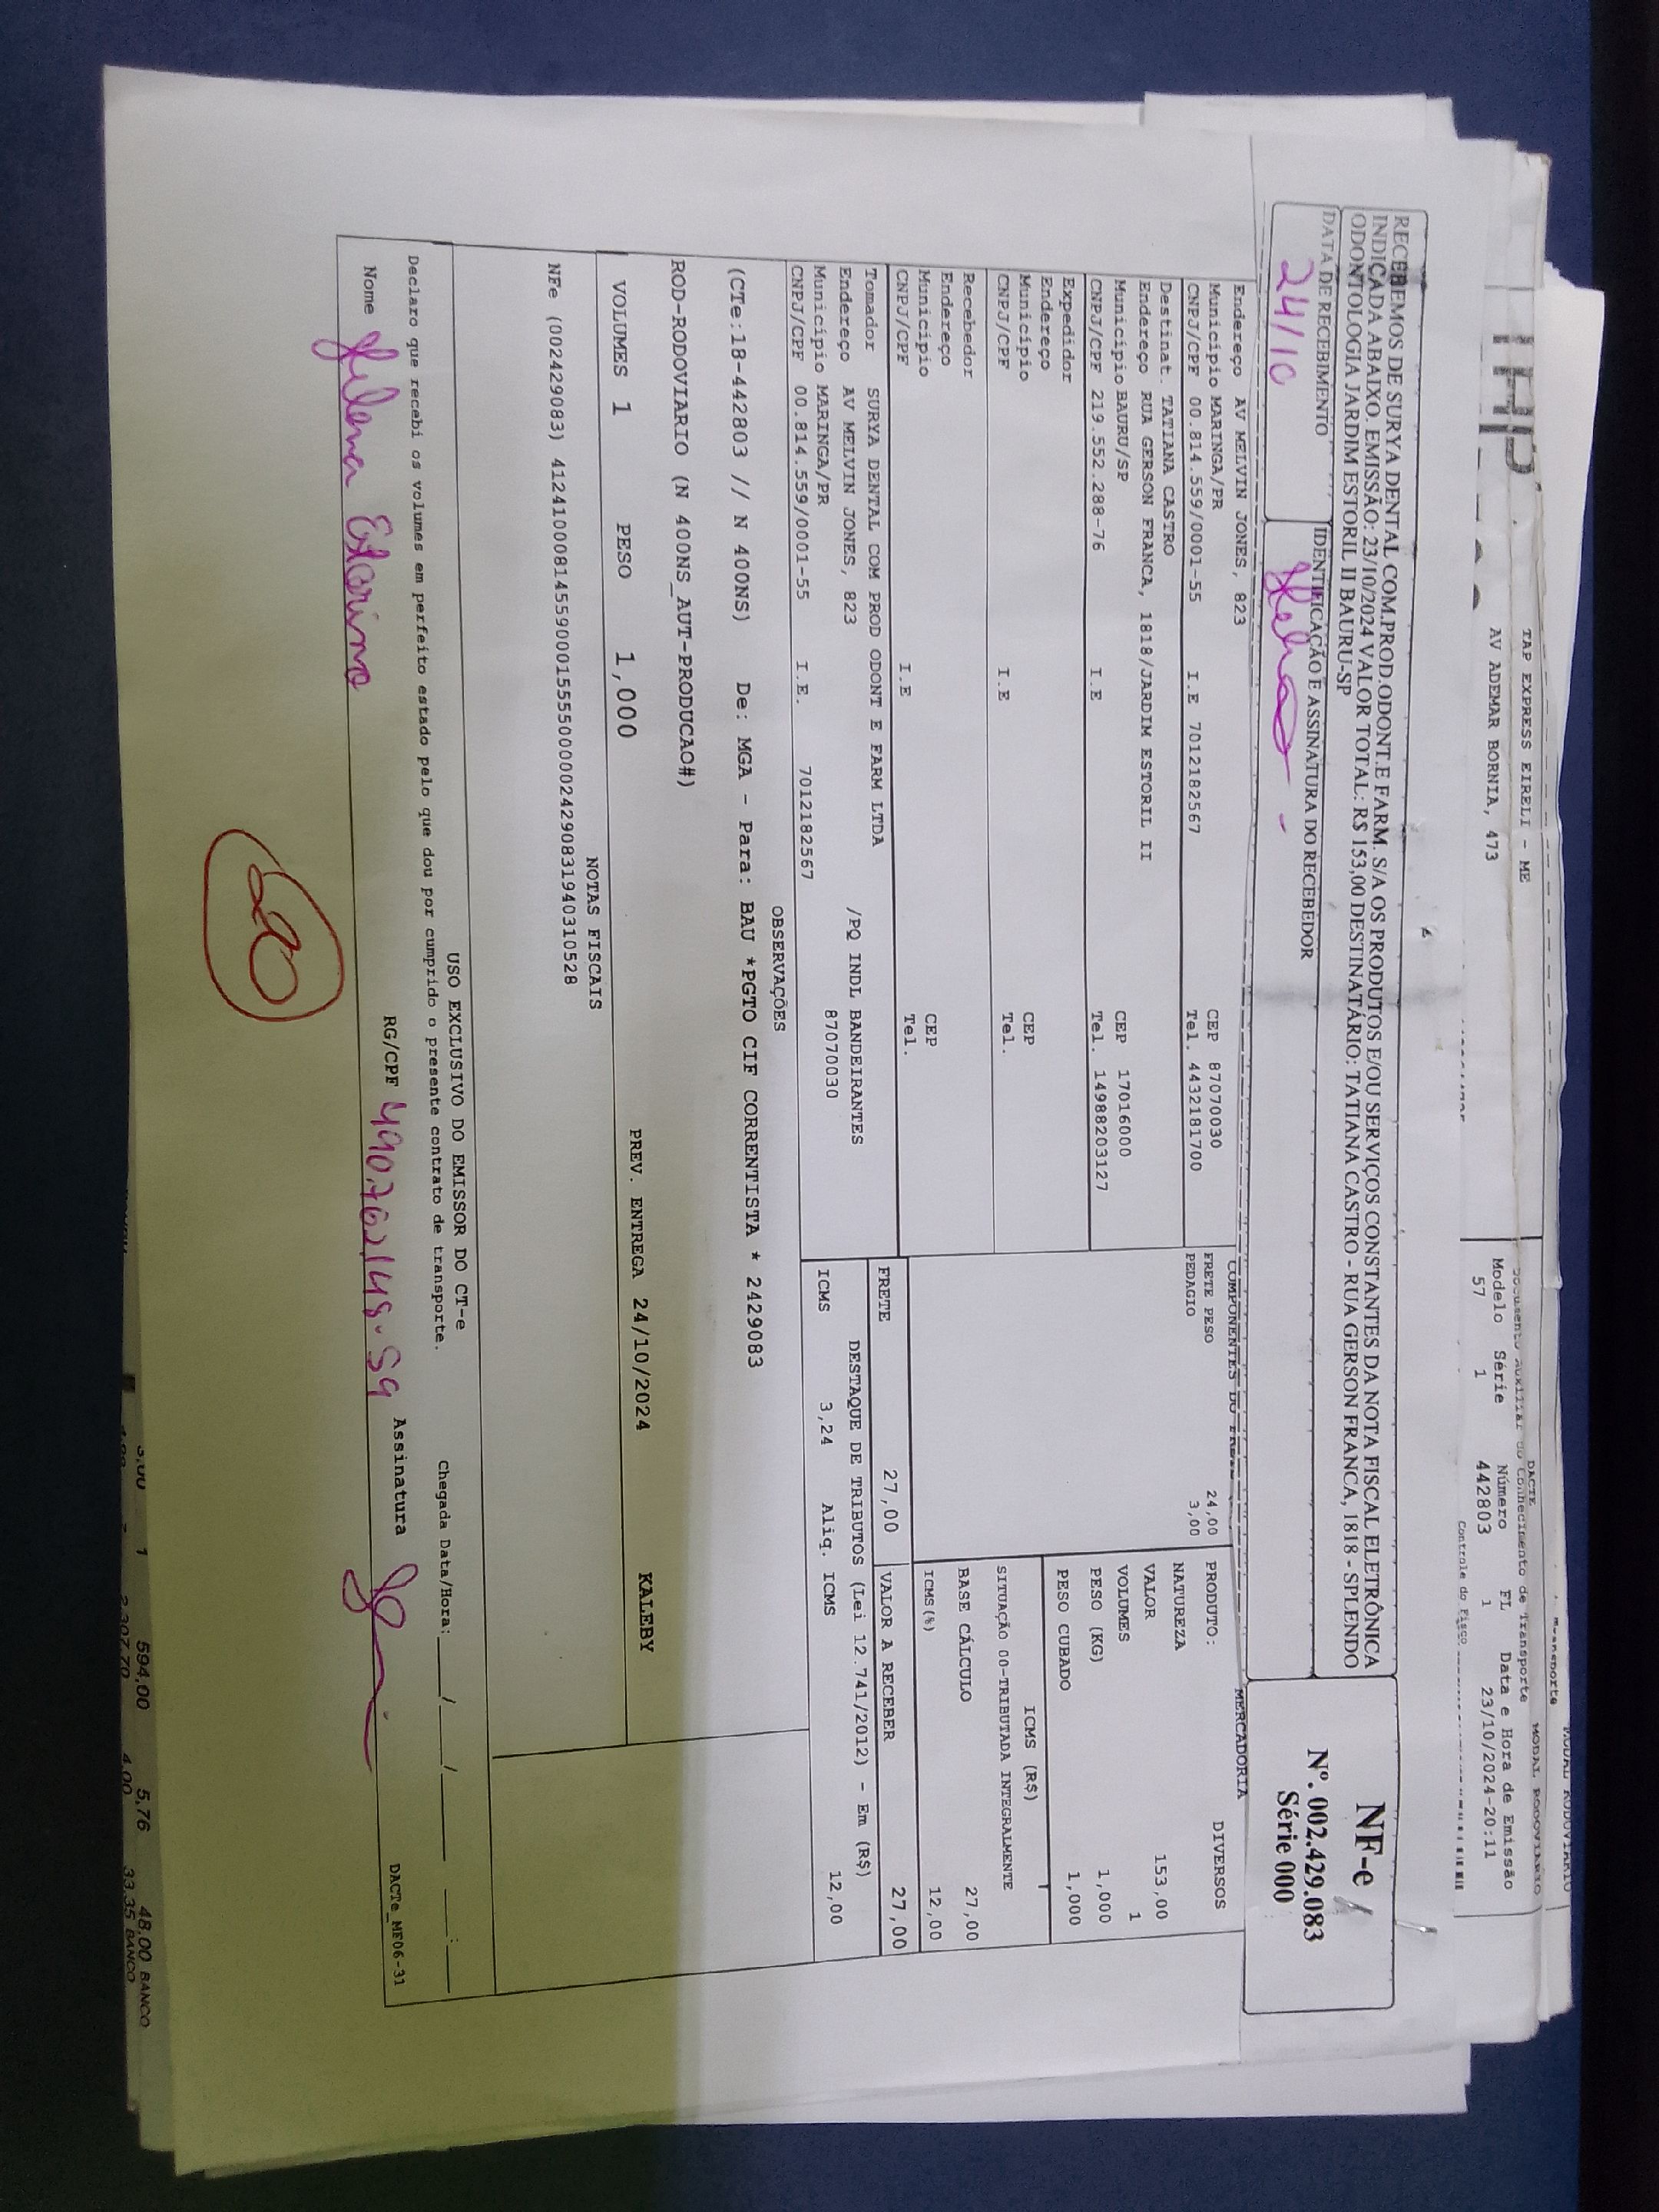 TAP EXPRESS EIRELI - ME
AV ADEMAR BORNIA, 473
DACTE
MODAL RODOVIÁRIO
Modelo Série Número FL Data e Hora de Emissão
57 1 442803 1 23/10/2024-20:11
Controle do Fisco
RECEBEMOS DE SURYA DENTAL COM.PROD.ODONT.E FARM. S/A OS PRODUTOS E/OU SERVIÇOS CONSTANTES DA NOTA FISCAL ELETRÔNICA
INDICADA ABAIXO. EMISSÃO: 23/10/2024 VALOR TOTAL: R$ 153,00 DESTINATÁRIO: TATIANA CASTRO - RUA GERSON FRANCA, 1818 - SPLENDO
ODONTOLOGIA JARDIM ESTORIL II BAURU-SP
DATA DE RECEBIMENTO
IDENTIFICAÇÃO E ASSINATURA DO RECEBEDOR
24/10
NF-e
Nº. 002.429.083
Série 000
Endereço AV MELVIN JONES, 823
Município MARINGA/PR CEP 87070030
CNPJ/CPF 00.814.559/0001-55 I.E 7012182567 Tel. 4432181700
Destinat. TATIANA CASTRO
Endereço RUA GERSON FRANCA, 1818/JARDIM ESTORIL II
Município BAURU/SP CEP 17016000
CNPJ/CPF 219.552.288-76 I.E Tel. 14988203127
Expedidor
Endereço
Município CEP
CNPJ/CPF I.E Tel.
Recebedor
Endereço
Município CEP
CNPJ/CPF I.E Tel.
Tomador SURYA DENTAL COM PROD ODONT E FARM LTDA
Endereço AV MELVIN JONES, 823 /PQ INDL BANDEIRANTES
Município MARINGA/PR 87070030
CNPJ/CPF 00.814.559/0001-55 I.E. 7012182567
COMPONENTES DO
FRETE PESO 24,00
PEDAGIO 3,00
MERCADORIA
PRODUTO: DIVERSOS
NATUREZA
VALOR 153,00
VOLUMES 1
PESO (KG) 1,000
PESO CUBADO 1,000
ICMS (R$)
SITUAÇÃO 00-TRIBUTADA INTEGRALMENTE
BASE CÁLCULO 27,00
ICMS(%) 12,00
FRETE 27,00 VALOR A RECEBER 27,00
DESTAQUE DE TRIBUTOS (Lei 12.741/2012) - Em (R$)
ICMS 3,24 Aliq. ICMS 12,00
OBSERVAÇÕES
(CTe:18-442803 // N 400NS) De: MGA - Para: BAU *PGTO CIF CORRENTISTA * 2429083
ROD-RODOVIARIO (N 400NS_AUT-PRODUCAO#)
VOLUMES 1 PESO 1,000 PREV. ENTREGA 24/10/2024 KALEBY
NOTAS FISCAIS
NFe (002429083) 41241000814559000155550000024290831940310528
USO EXCLUSIVO DO EMISSOR DO CT-e
Declaro que recebi os volumes em perfeito estado pelo que dou por cumprido o presente contrato de transporte. Chegada Data/Hora: __/__/____ __:__
Nome RG/CPF 490.762148-59 Assinatura
DACTe_MF06-31
594,00 5,76 48,00 BANCO
2.307,70 4,00 33,35 BANCO